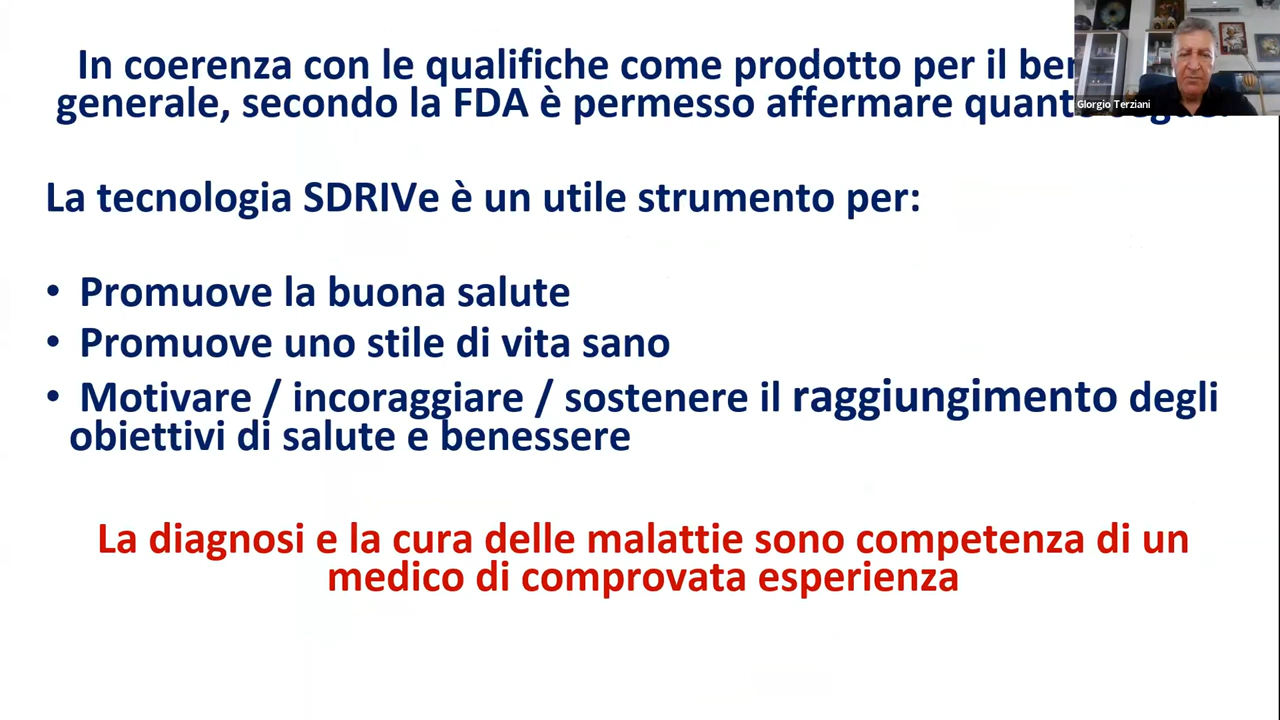 In coerenza con le qualifiche come prodotto per il
generale, secondo la FDA è permesso affermare
Glorgio Terziani
La tecnologia SDRIVe è un utile strumento per:
• Promuove la buona salute
• Promuove uno stile di vita sano
• Motivare / incoraggiare / sostenere il raggiungimento degli
obiettivi di salute e benessere
La diagnosi e la cura delle malattie sono competenza di un
medico di comprovata esperienza